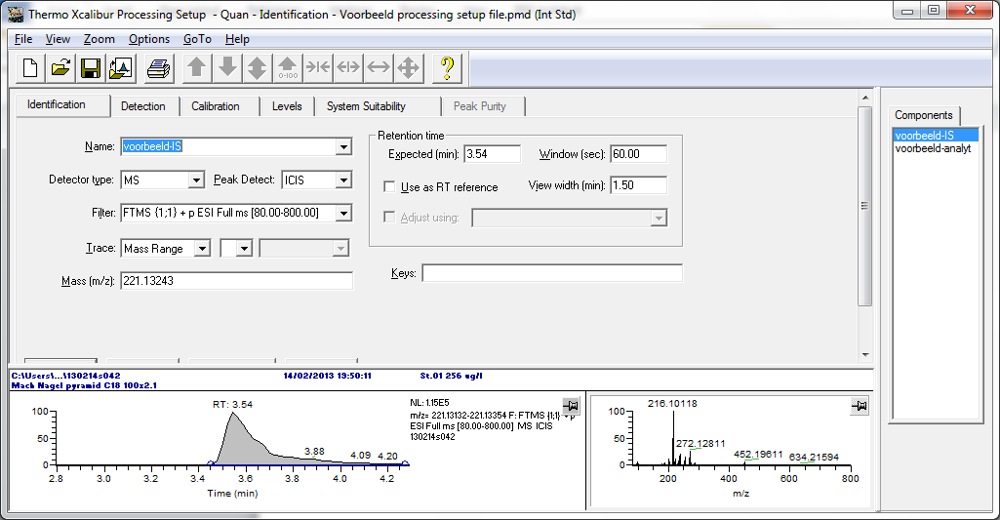 Thermo Xcalibur Processing Setup - Quan - Identification - Voorbeeld processing setup file.pmd (Int Std)
File View Zoom Options GoTo Help
0-100
?
Identification Detection Calibration Levels System Suitability Peak Purity
Components
voorbeeld-IS
voorbeeld-analyt
Name: voorbeeld-IS
Detector type: MS Peak Detect: ICIS
Filter: FTMS {1;1} + p ESI Full ms [80.00-800.00]
Trace: Mass Range
Mass (m/z): 221.13243
Retention time
Expected (min): 3.54 Window (sec): 60.00
Use as RT reference View width (min): 1.50
Adjust using:
Keys:
C:\Users\...\130214s042 14/02/2013 19:50:11 St.01 256 ug/l
Mach Nagel pyramid C18 100x2.1
RT: 3.54
100
50
0
3.88 4.09 4.20
2.8 3.0 3.2 3.4 3.6 3.8 4.0 4.2
Time (min)
NL: 1.15E5
m/z= 221.13132-221.13354 F: FTMS {1;1} + p
ESI Full ms [80.00-800.00] MS ICIS
130214s042
216.10118
100
50
0
272.12811
452.19611
634.21594
200 400 600 800
m/z